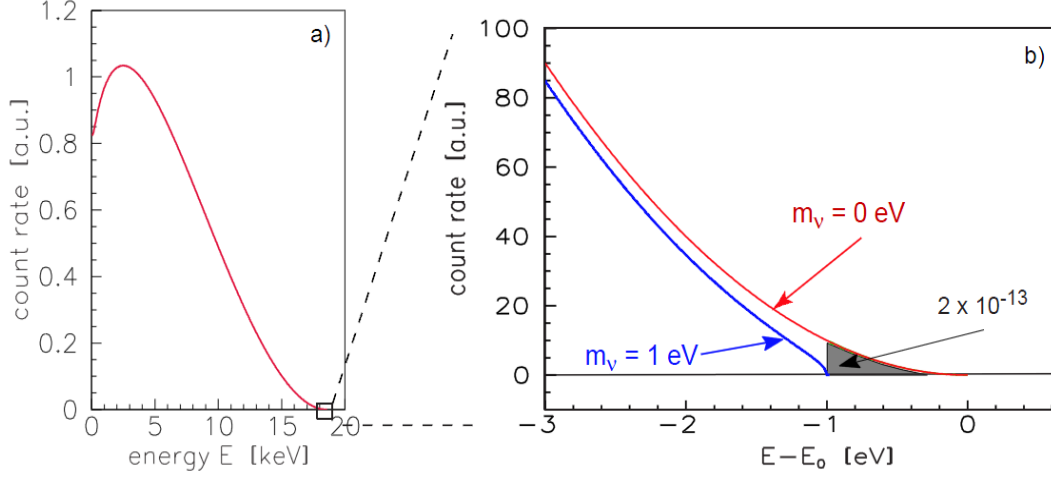 a)
1.2
1
0.8
0.6
0.4
0.2
0
count rate [a.u.]
0 5 10 15 20
energy E [keV]
b)
100
80
60
40
20
0
count rate [a.u.]
mν = 0 eV
2 x 10-13
mν = 1 eV
−3 −2 −1 0
E−Eo [eV]